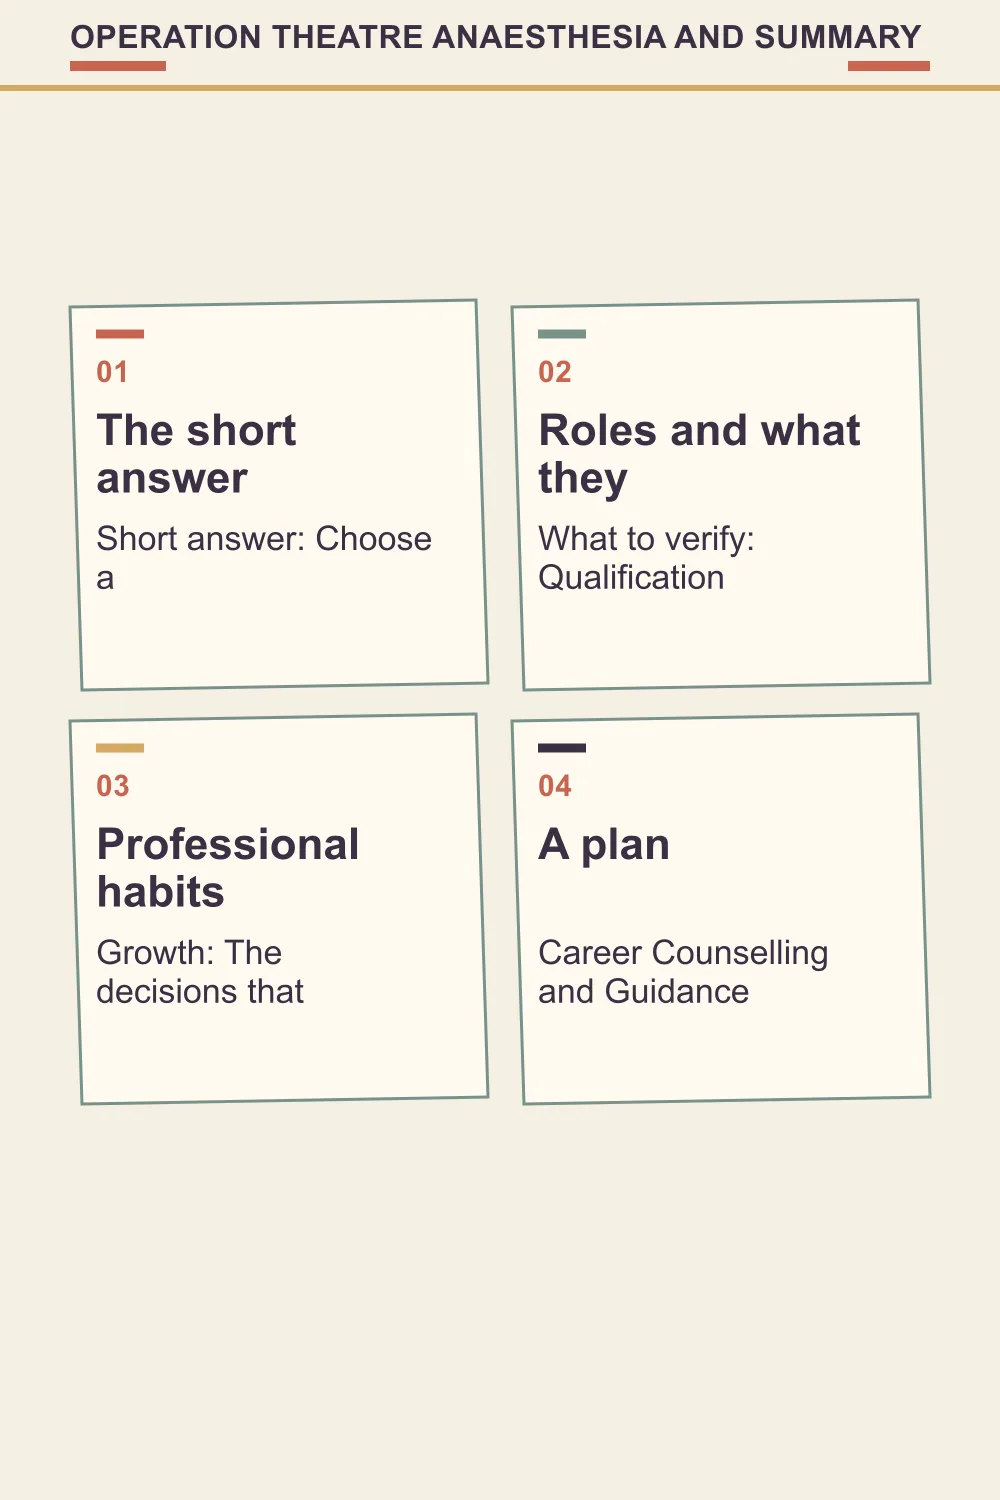 OPERATION THEATRE ANAESTHESIA AND SUMMARY
01
The short
answer
Short answer: Choose
a
02
Roles and what
they
What to verify:
Qualification
03
Professional
habits
Growth: The
decisions that
04
A plan
Career Counselling
and Guidance